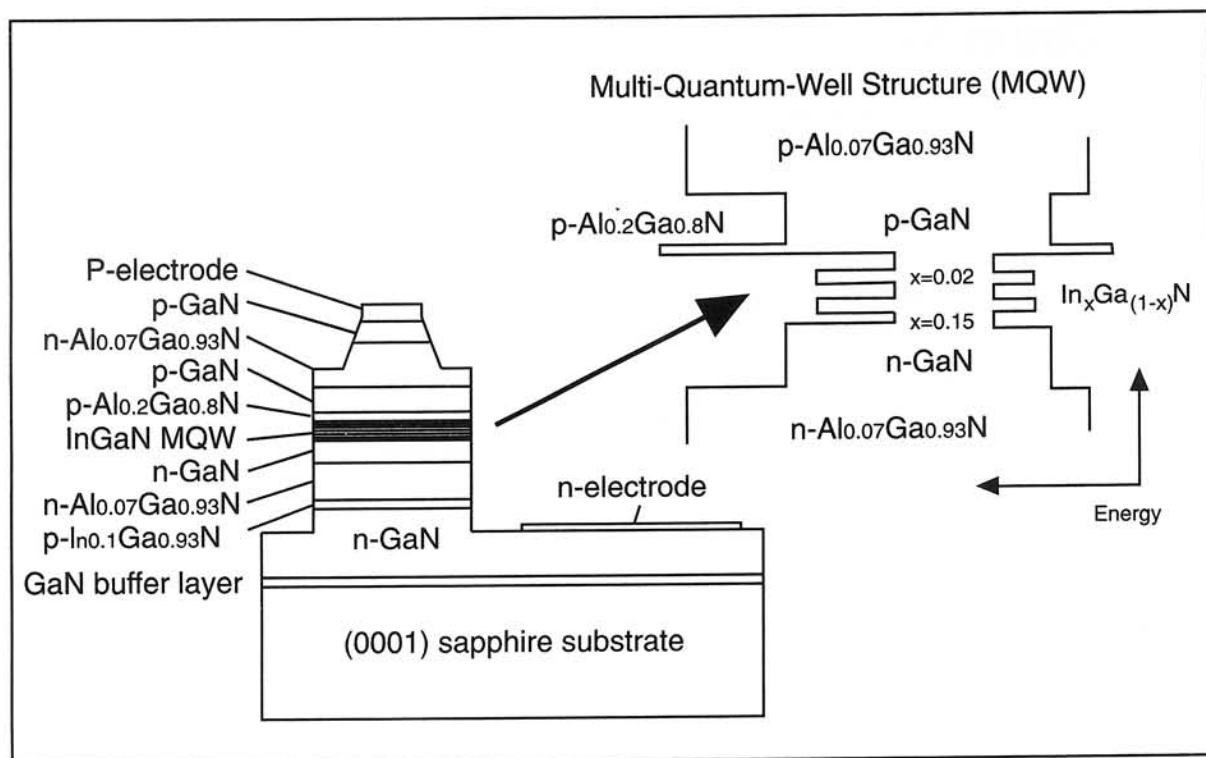 Multi-Quantum-Well Structure (MQW)
p-Al0.07Ga0.93N
p-Al0.2Ga0.8N
p-GaN
x=0.02
InxGa(1-x)N
x=0.15
n-GaN
n-Al0.07Ga0.93N
Energy
P-electrode
p-GaN
n-Al0.07Ga0.93N
p-GaN
p-Al0.2Ga0.8N
InGaN MQW
n-GaN
n-Al0.07Ga0.93N
p-In0.1Ga0.93N
GaN buffer layer
n-electrode
n-GaN
(0001) sapphire substrate